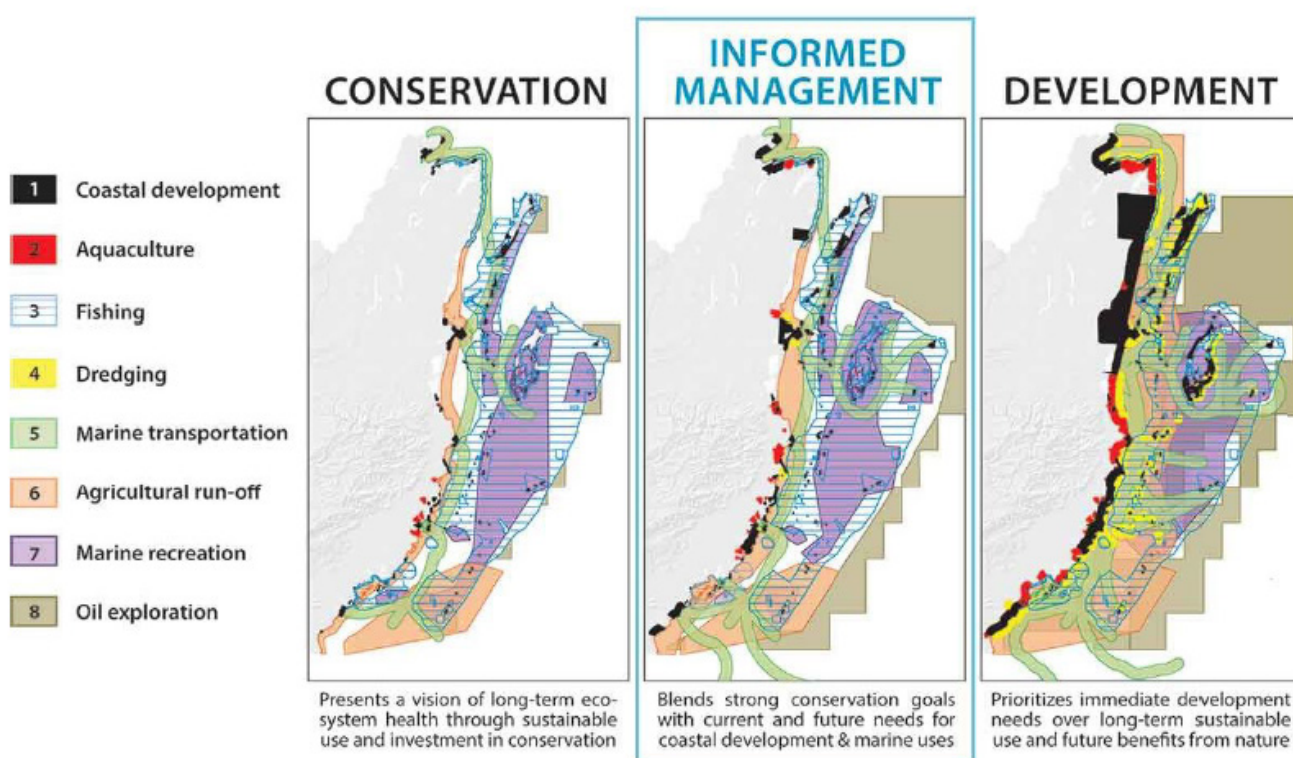 CONSERVATION
INFORMED
MANAGEMENT
DEVELOPMENT
1 Coastal development
2 Aquaculture
3 Fishing
4 Dredging
5 Marine transportation
6 Agricultural run-off
7 Marine recreation
8 Oil exploration
Presents a vision of long-term eco-
system health through sustainable
use and investment in conservation
Blends strong conservation goals
with current and future needs for
coastal development & marine uses
Prioritizes immediate development
needs over long-term sustainable
use and future benefits from nature